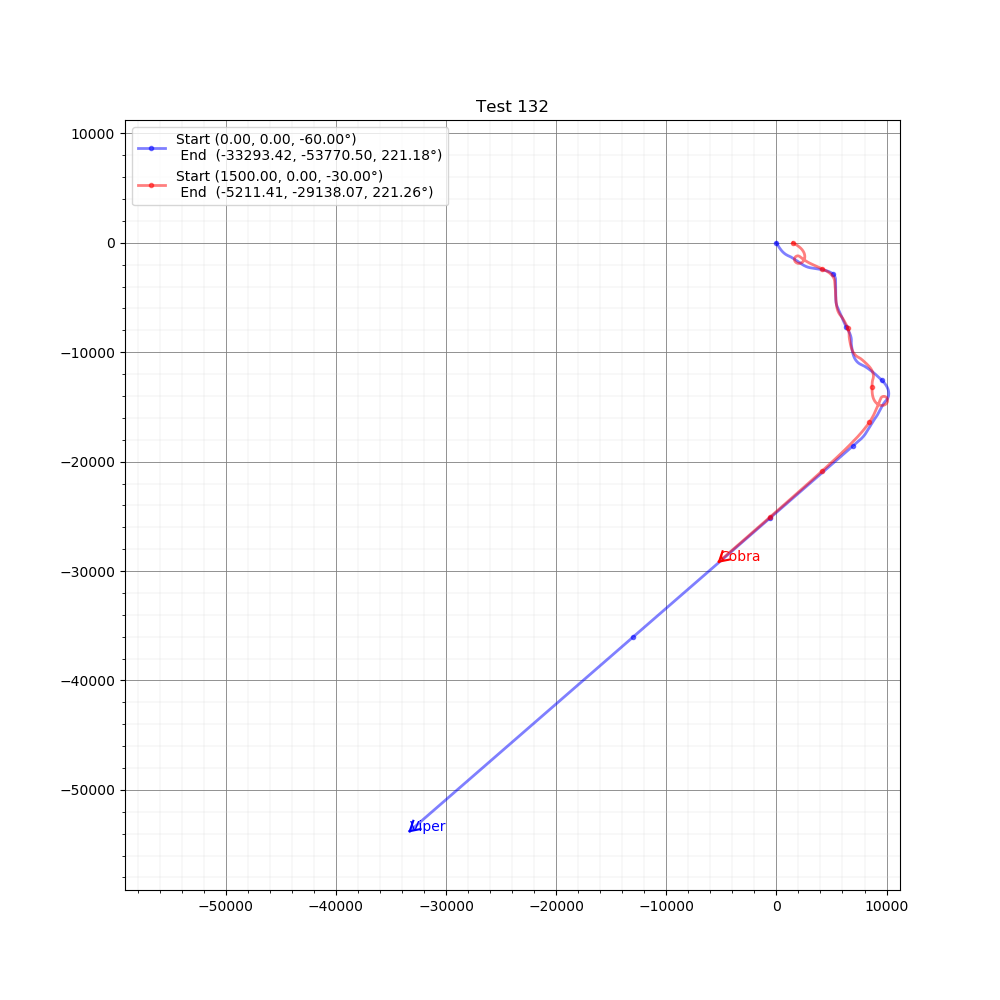 Test 132
Start (0.00, 0.00, -60.00°)
End (-33293.42, -53770.50, 221.18°)
Start (1500.00, 0.00, -30.00°)
End (-5211.41, -29138.07, 221.26°)
10000
0
−10000
−20000
−30000
−40000
−50000
Cobra
Viper
−50000 −40000 −30000 −20000 −10000 0 10000